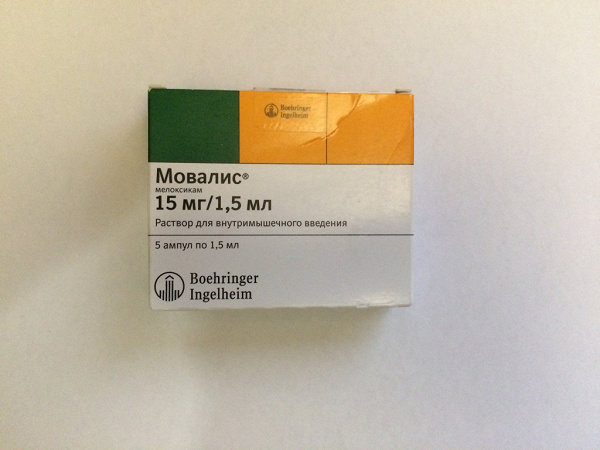 Boehringer
Ingelheim
Мовалис®
мелоксикам
15 мг/1,5 мл
Раствор для внутримышечного введения
5 ампул по 1,5 мл
Boehringer
Ingelheim